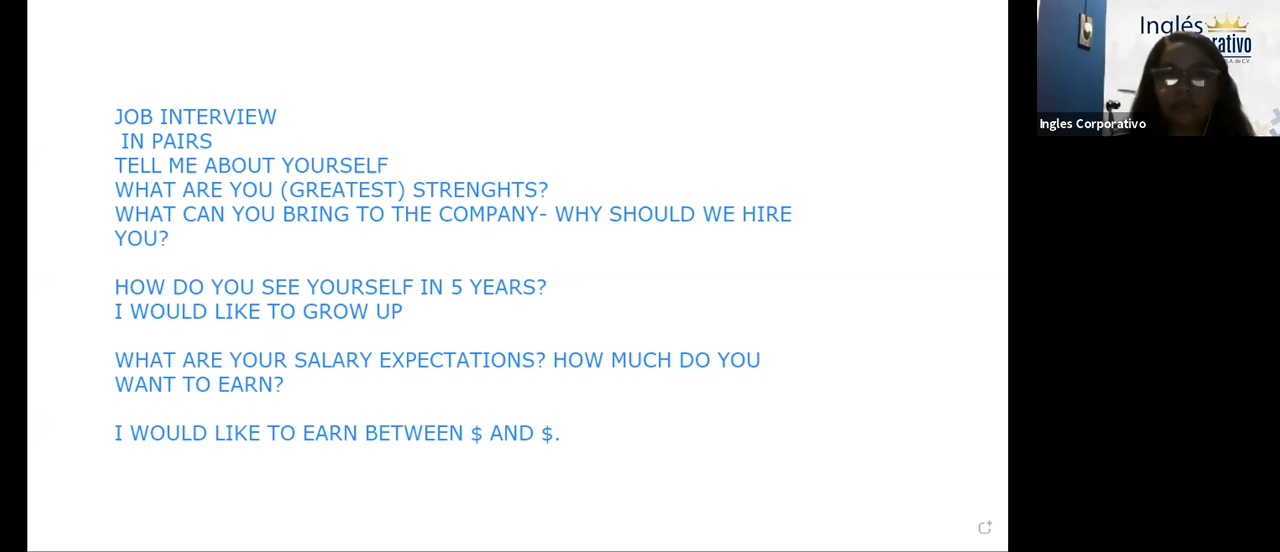 JOB INTERVIEW
IN PAIRS
TELL ME ABOUT YOURSELF
WHAT ARE YOU (GREATEST) STRENGHTS?
WHAT CAN YOU BRING TO THE COMPANY- WHY SHOULD WE HIRE
YOU?
HOW DO YOU SEE YOURSELF IN 5 YEARS?
I WOULD LIKE TO GROW UP
WHAT ARE YOUR SALARY EXPECTATIONS? HOW MUCH DO YOU
WANT TO EARN?
I WOULD LIKE TO EARN BETWEEN $ AND $.
Inglés
Ingles Corporativo